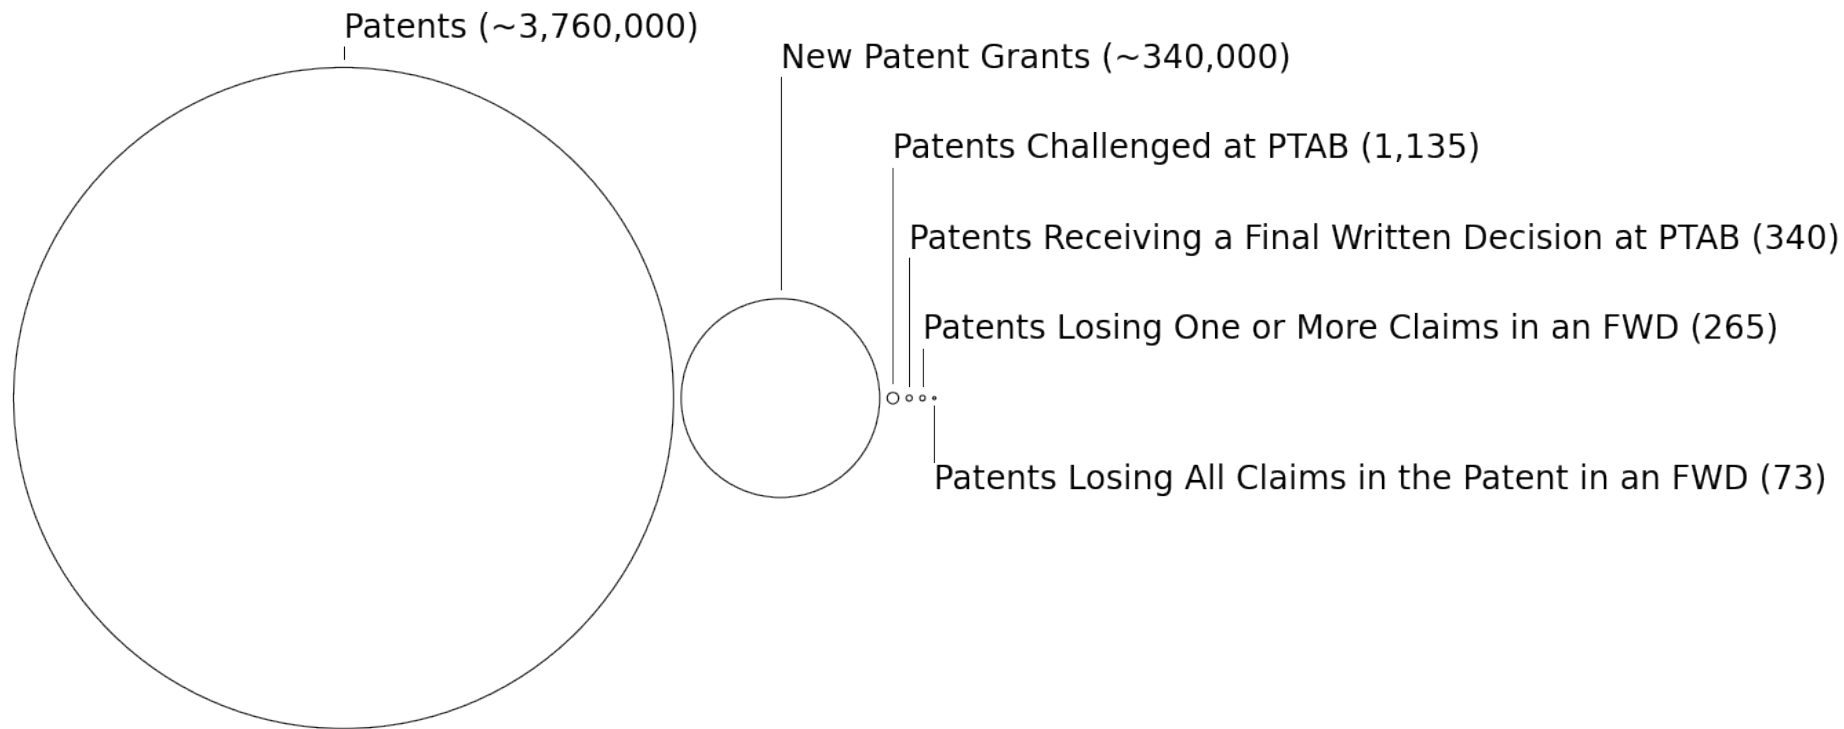 Patents (~3,760,000)
New Patent Grants (~340,000)
Patents Challenged at PTAB (1,135)
Patents Receiving a Final Written Decision at PTAB (340)
Patents Losing One or More Claims in an FWD (265)
Patents Losing All Claims in the Patent in an FWD (73)